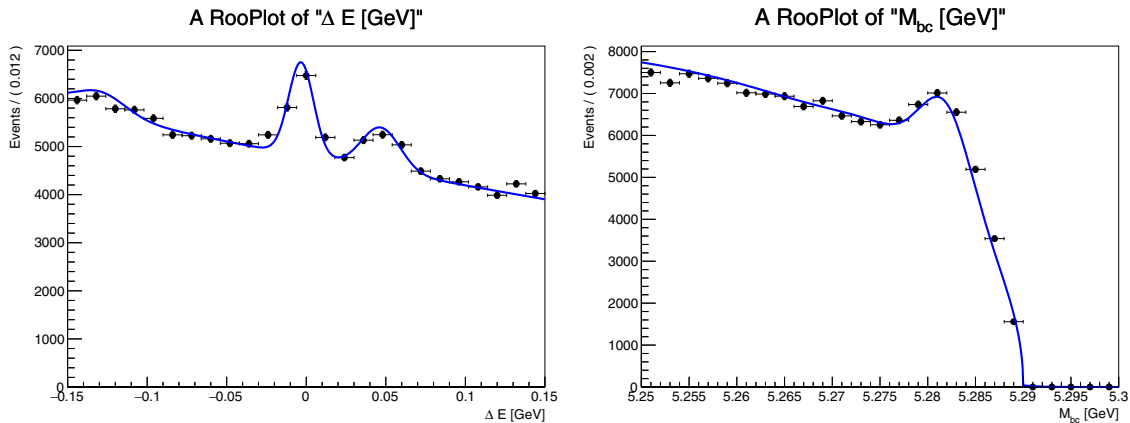 A RooPlot of "Δ E [GeV]"
Events / ( 0.012 )
7000
6000
5000
4000
3000
2000
1000
0
−0.15 −0.1 −0.05 0 0.05 0.1 0.15
Δ E [GeV]
A RooPlot of "Mbc [GeV]"
Events / ( 0.002 )
8000
7000
6000
5000
4000
3000
2000
1000
0
5.25 5.255 5.26 5.265 5.27 5.275 5.28 5.285 5.29 5.295 5.3
Mbc [GeV]